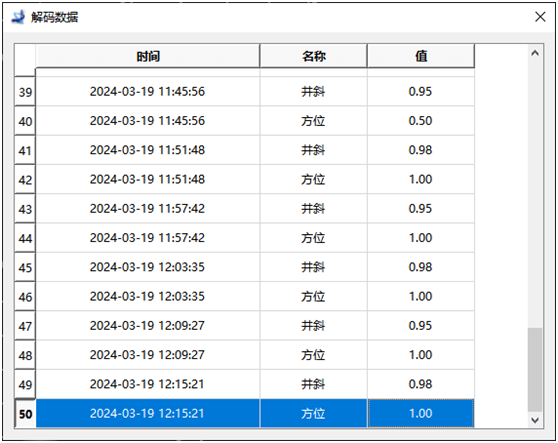 解码数据
时间 名称 值
39 2024-03-19 11:45:56 井斜 0.95
40 2024-03-19 11:45:56 方位 0.50
41 2024-03-19 11:51:48 井斜 0.98
42 2024-03-19 11:51:48 方位 1.00
43 2024-03-19 11:57:42 井斜 0.95
44 2024-03-19 11:57:42 方位 1.00
45 2024-03-19 12:03:35 井斜 0.98
46 2024-03-19 12:03:35 方位 1.00
47 2024-03-19 12:09:27 井斜 0.95
48 2024-03-19 12:09:27 方位 1.00
49 2024-03-19 12:15:21 井斜 0.98
50 2024-03-19 12:15:21 方位 1.00